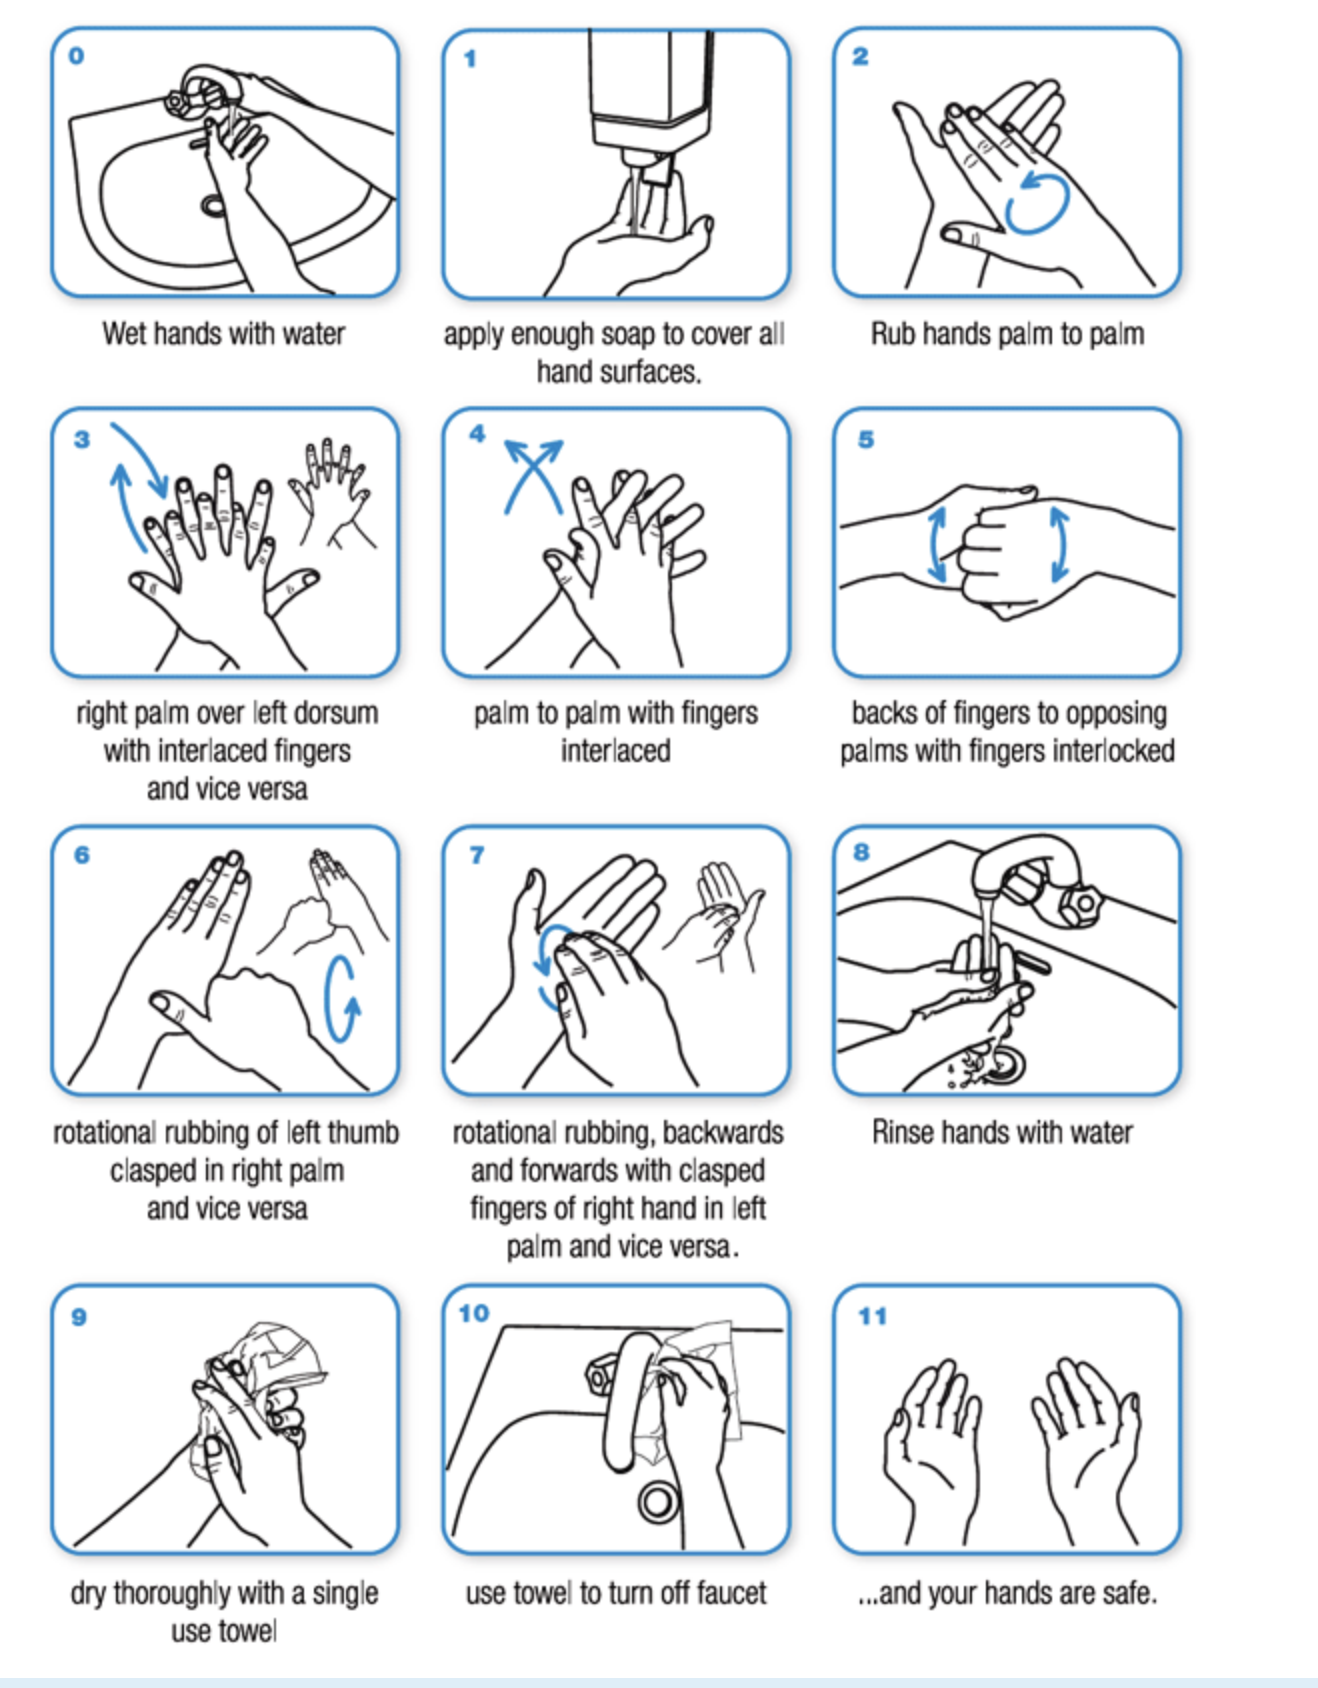 0
Wet hands with water
1
apply enough soap to cover all
hand surfaces.
2
Rub hands palm to palm
3
right palm over left dorsum
with interlaced fingers
and vice versa
4
palm to palm with fingers
interlaced
5
backs of fingers to opposing
palms with fingers interlocked
6
rotational rubbing of left thumb
clasped in right palm
and vice versa
7
rotational rubbing, backwards
and forwards with clasped
fingers of right hand in left
palm and vice versa.
8
Rinse hands with water
9
dry thoroughly with a single
use towel
10
use towel to turn off faucet
11
...and your hands are safe.